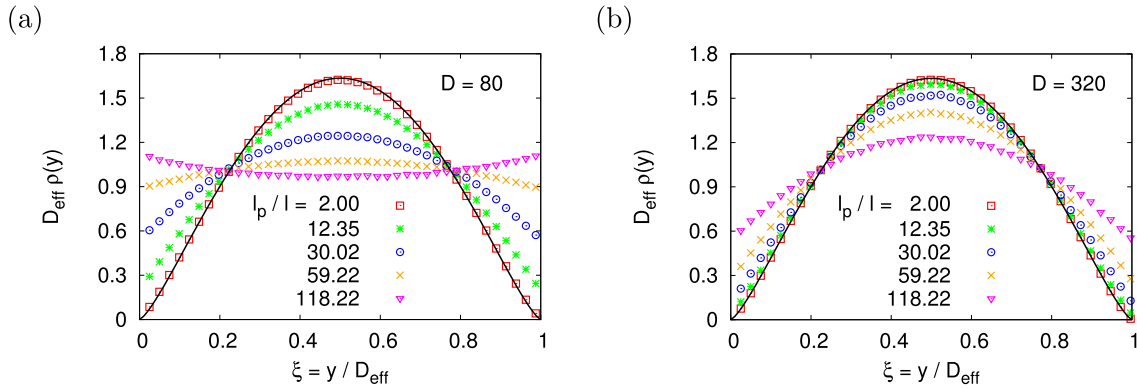 (a)
D = 80
D_eff ρ(y)
1.8
1.5
1.2
0.9
0.6
0.3
0
l_p / l = 2.00
12.35
30.02
59.22
118.22
0 0.2 0.4 0.6 0.8 1
ξ = y / D_eff
(b)
D = 320
D_eff ρ(y)
1.8
1.5
1.2
0.9
0.6
0.3
0
l_p / l = 2.00
12.35
30.02
59.22
118.22
0 0.2 0.4 0.6 0.8 1
ξ = y / D_eff